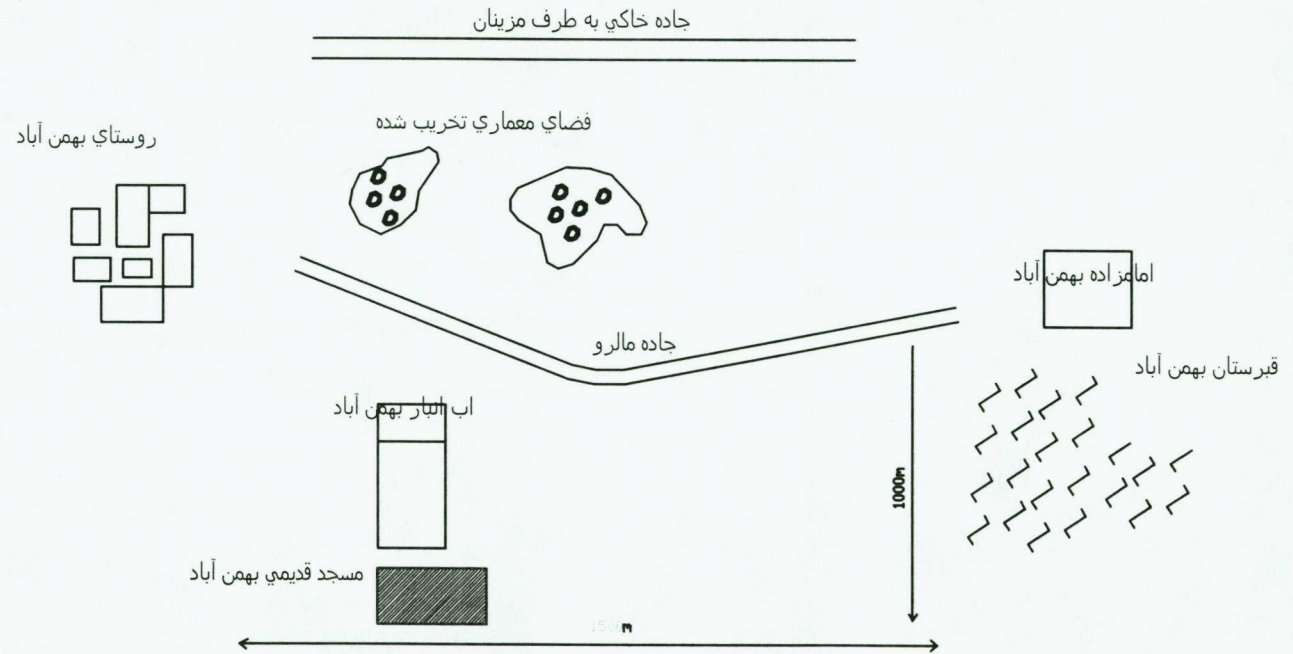 جاده خاكي به طرف مزينان
فضاي معماري تخريب شده
روستاي بهمن آباد
امامزاده بهمن آباد
جاده مالرو
قبرستان بهمن آباد
اب انبار بهمن آباد
1000m
مسجد قديمي بهمن آباد
m